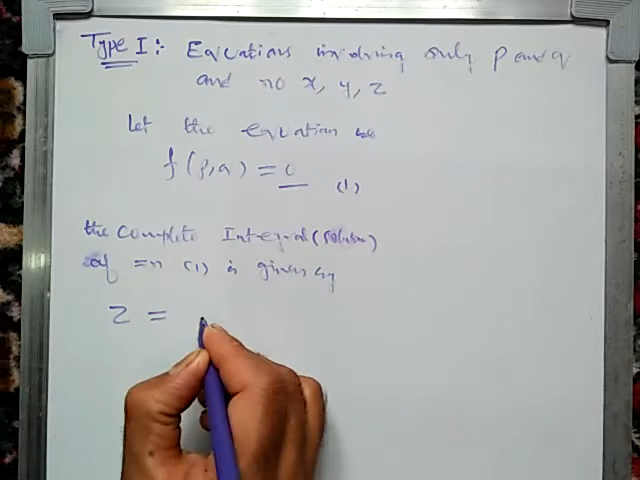 Type I :- Equations involving only p and q
and no x, y, z
Let the equation be
f(p,q) = 0 (1)
the complete Integral (solution)
of =n (1) is given by
Z =